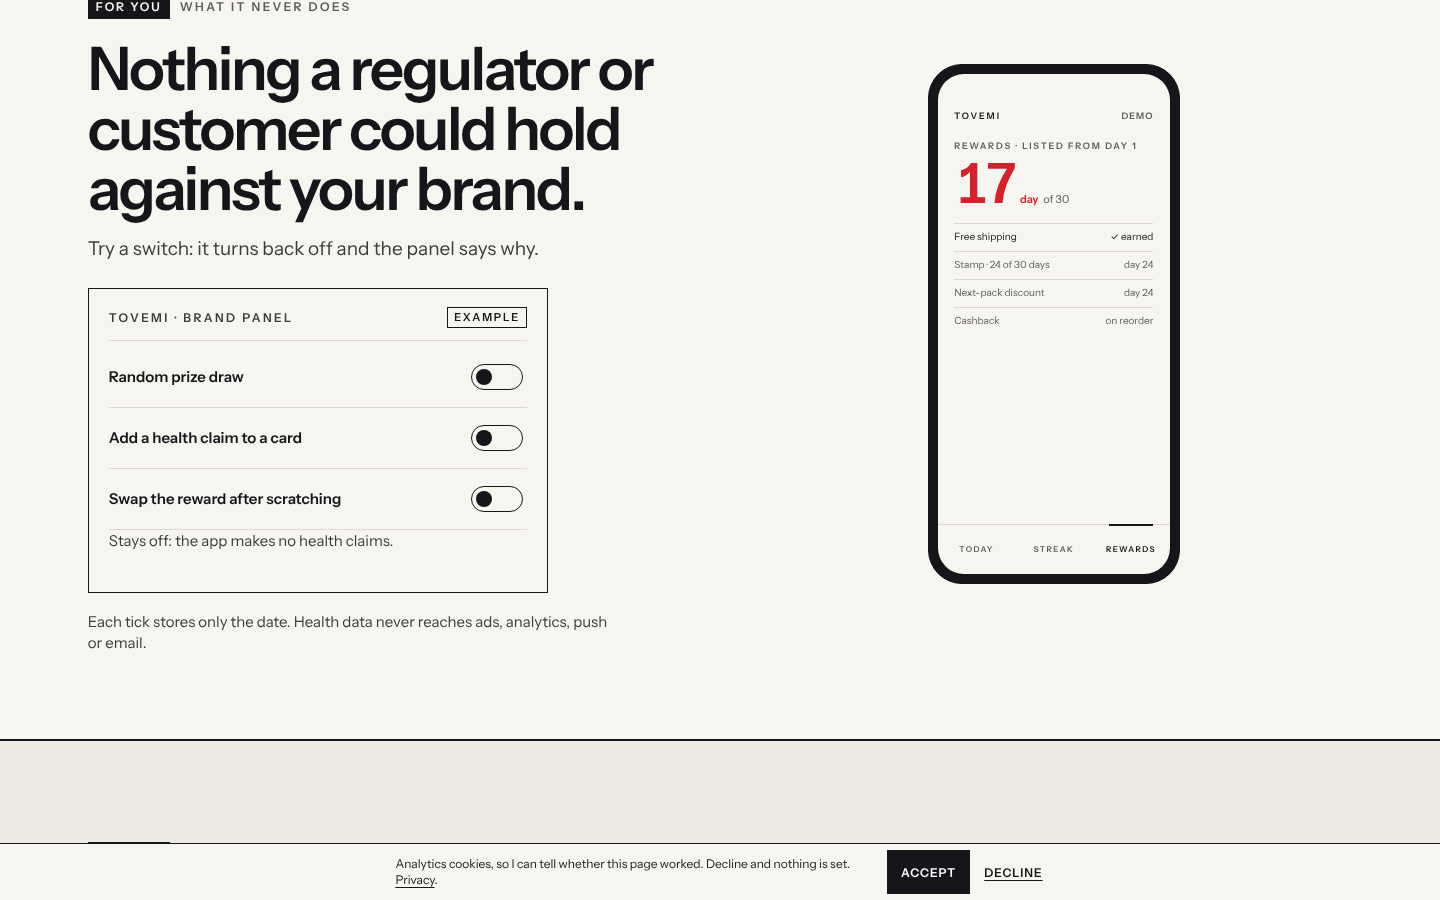 FOR YOU WHAT IT NEVER DOES
Nothing a regulator or
customer could hold
against your brand.
Try a switch: it turns back off and the panel says why.
TOVEMI · BRAND PANEL EXAMPLE
Random prize draw
Add a health claim to a card
Swap the reward after scratching
Stays off: the app makes no health claims.
Each tick stores only the date. Health data never reaches ads, analytics, push
or email.
TOVEMI DEMO
REWARDS · LISTED FROM DAY 1
17 day of 30
Free shipping ✓ earned
Stamp · 24 of 30 days day 24
Next-pack discount day 24
Cashback on reorder
TODAY STREAK REWARDS
Analytics cookies, so I can tell whether this page worked. Decline and nothing is set.
Privacy.
ACCEPT DECLINE